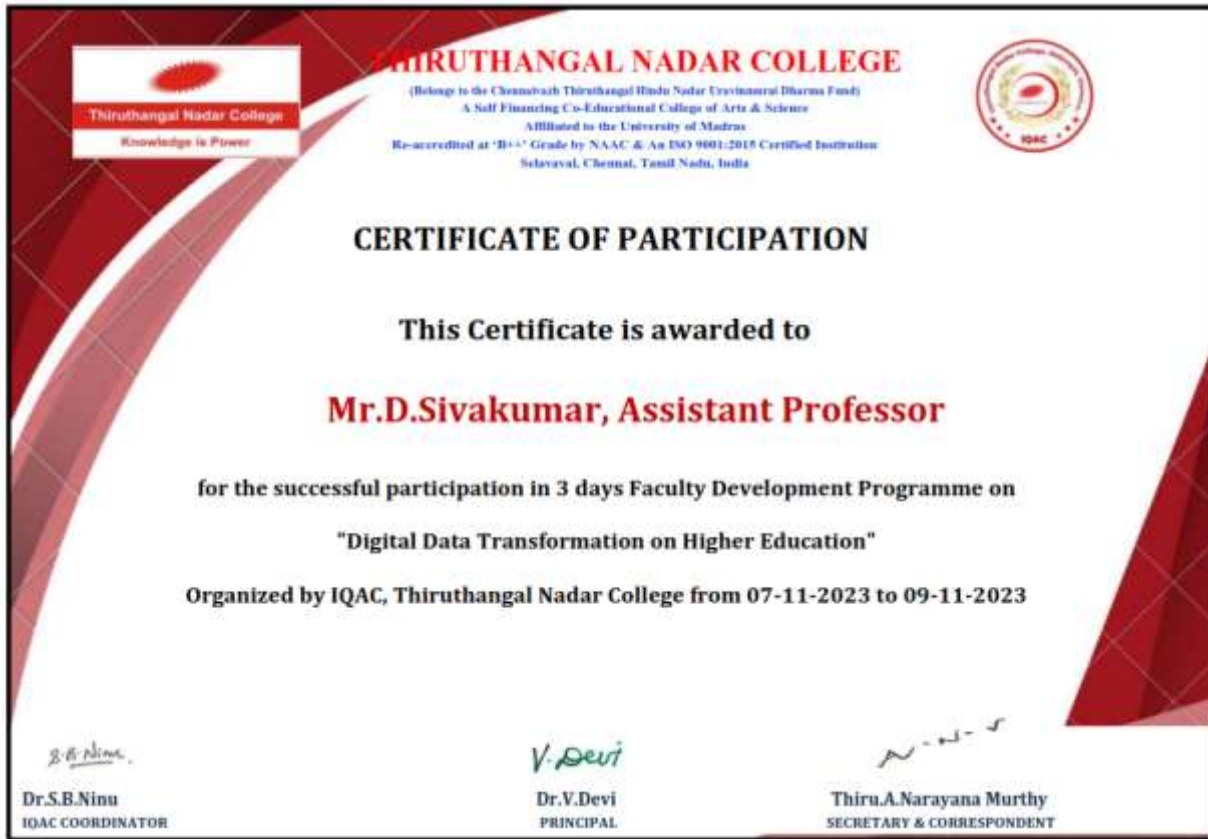 Thiruthangal Nadar College
Knowledge is Power
THIRUTHANGAL NADAR COLLEGE
(Belongs to the Chennaivazh Thiruthangal Hindu Nadar Uravinmurai Dharma Fund)
A Self Financing Co-Educational College of Arts & Science
Affiliated to the University of Madras
Re-accredited at 'B++' Grade by NAAC & An ISO 9001:2015 Certified Institution
Selavayal, Chennai, Tamil Nadu, India
IQAC
CERTIFICATE OF PARTICIPATION
This Certificate is awarded to
Mr.D.Sivakumar, Assistant Professor
for the successful participation in 3 days Faculty Development Programme on
"Digital Data Transformation on Higher Education"
Organized by IQAC, Thiruthangal Nadar College from 07-11-2023 to 09-11-2023
S.B.Ninu.
V. Devi
Dr.S.B.Ninu
IQAC COORDINATOR
Dr.V.Devi
PRINCIPAL
Thiru.A.Narayana Murthy
SECRETARY & CORRESPONDENT